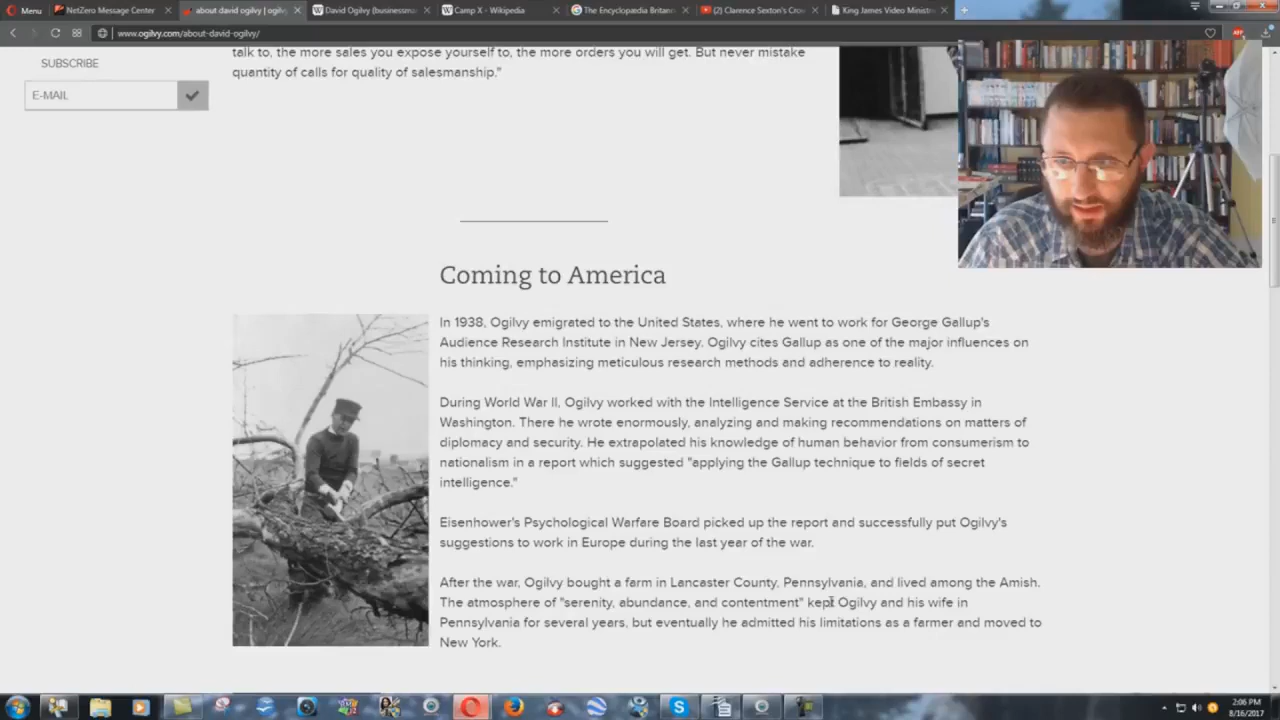 Menu
NetZero Message Center
about david ogilvy | ogilv
David Ogilvy (businessma
Camp X - Wikipedia
The Encyclopædia Britan
(2) Clarence Sexton's Cro
King James Video Ministri
www.ogilvy.com/about-david-ogilvy/
SUBSCRIBE
E-MAIL
talk to, the more sales you expose yourself to, the more orders you will get. But never mistake
quantity of calls for quality of salesmanship."
Coming to America
In 1938, Ogilvy emigrated to the United States, where he went to work for George Gallup's
Audience Research Institute in New Jersey. Ogilvy cites Gallup as one of the major influences on
his thinking, emphasizing meticulous research methods and adherence to reality.
During World War II, Ogilvy worked with the Intelligence Service at the British Embassy in
Washington. There he wrote enormously, analyzing and making recommendations on matters of
diplomacy and security. He extrapolated his knowledge of human behavior from consumerism to
nationalism in a report which suggested "applying the Gallup technique to fields of secret
intelligence."
Eisenhower's Psychological Warfare Board picked up the report and successfully put Ogilvy's
suggestions to work in Europe during the last year of the war.
After the war, Ogilvy bought a farm in Lancaster County, Pennsylvania, and lived among the Amish.
The atmosphere of "serenity, abundance, and contentment" kept Ogilvy and his wife in
Pennsylvania for several years, but eventually he admitted his limitations as a farmer and moved to
New York.
2:06 PM
8/16/2017